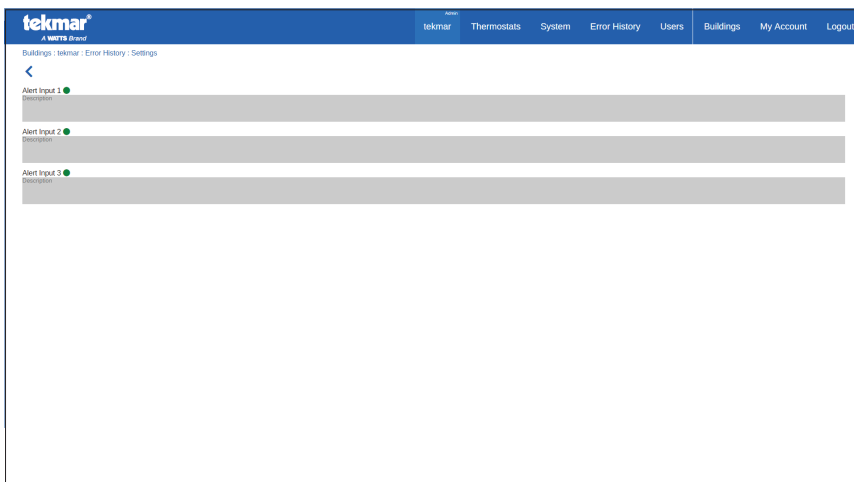 tekmar®
A WATTS Brand
Admin
tekmar Thermostats System Error History Users Buildings My Account Logout
Buildings : tekmar : Error History : Settings
Alert Input 1
Description
Alert Input 2
Description
Alert Input 3
Description